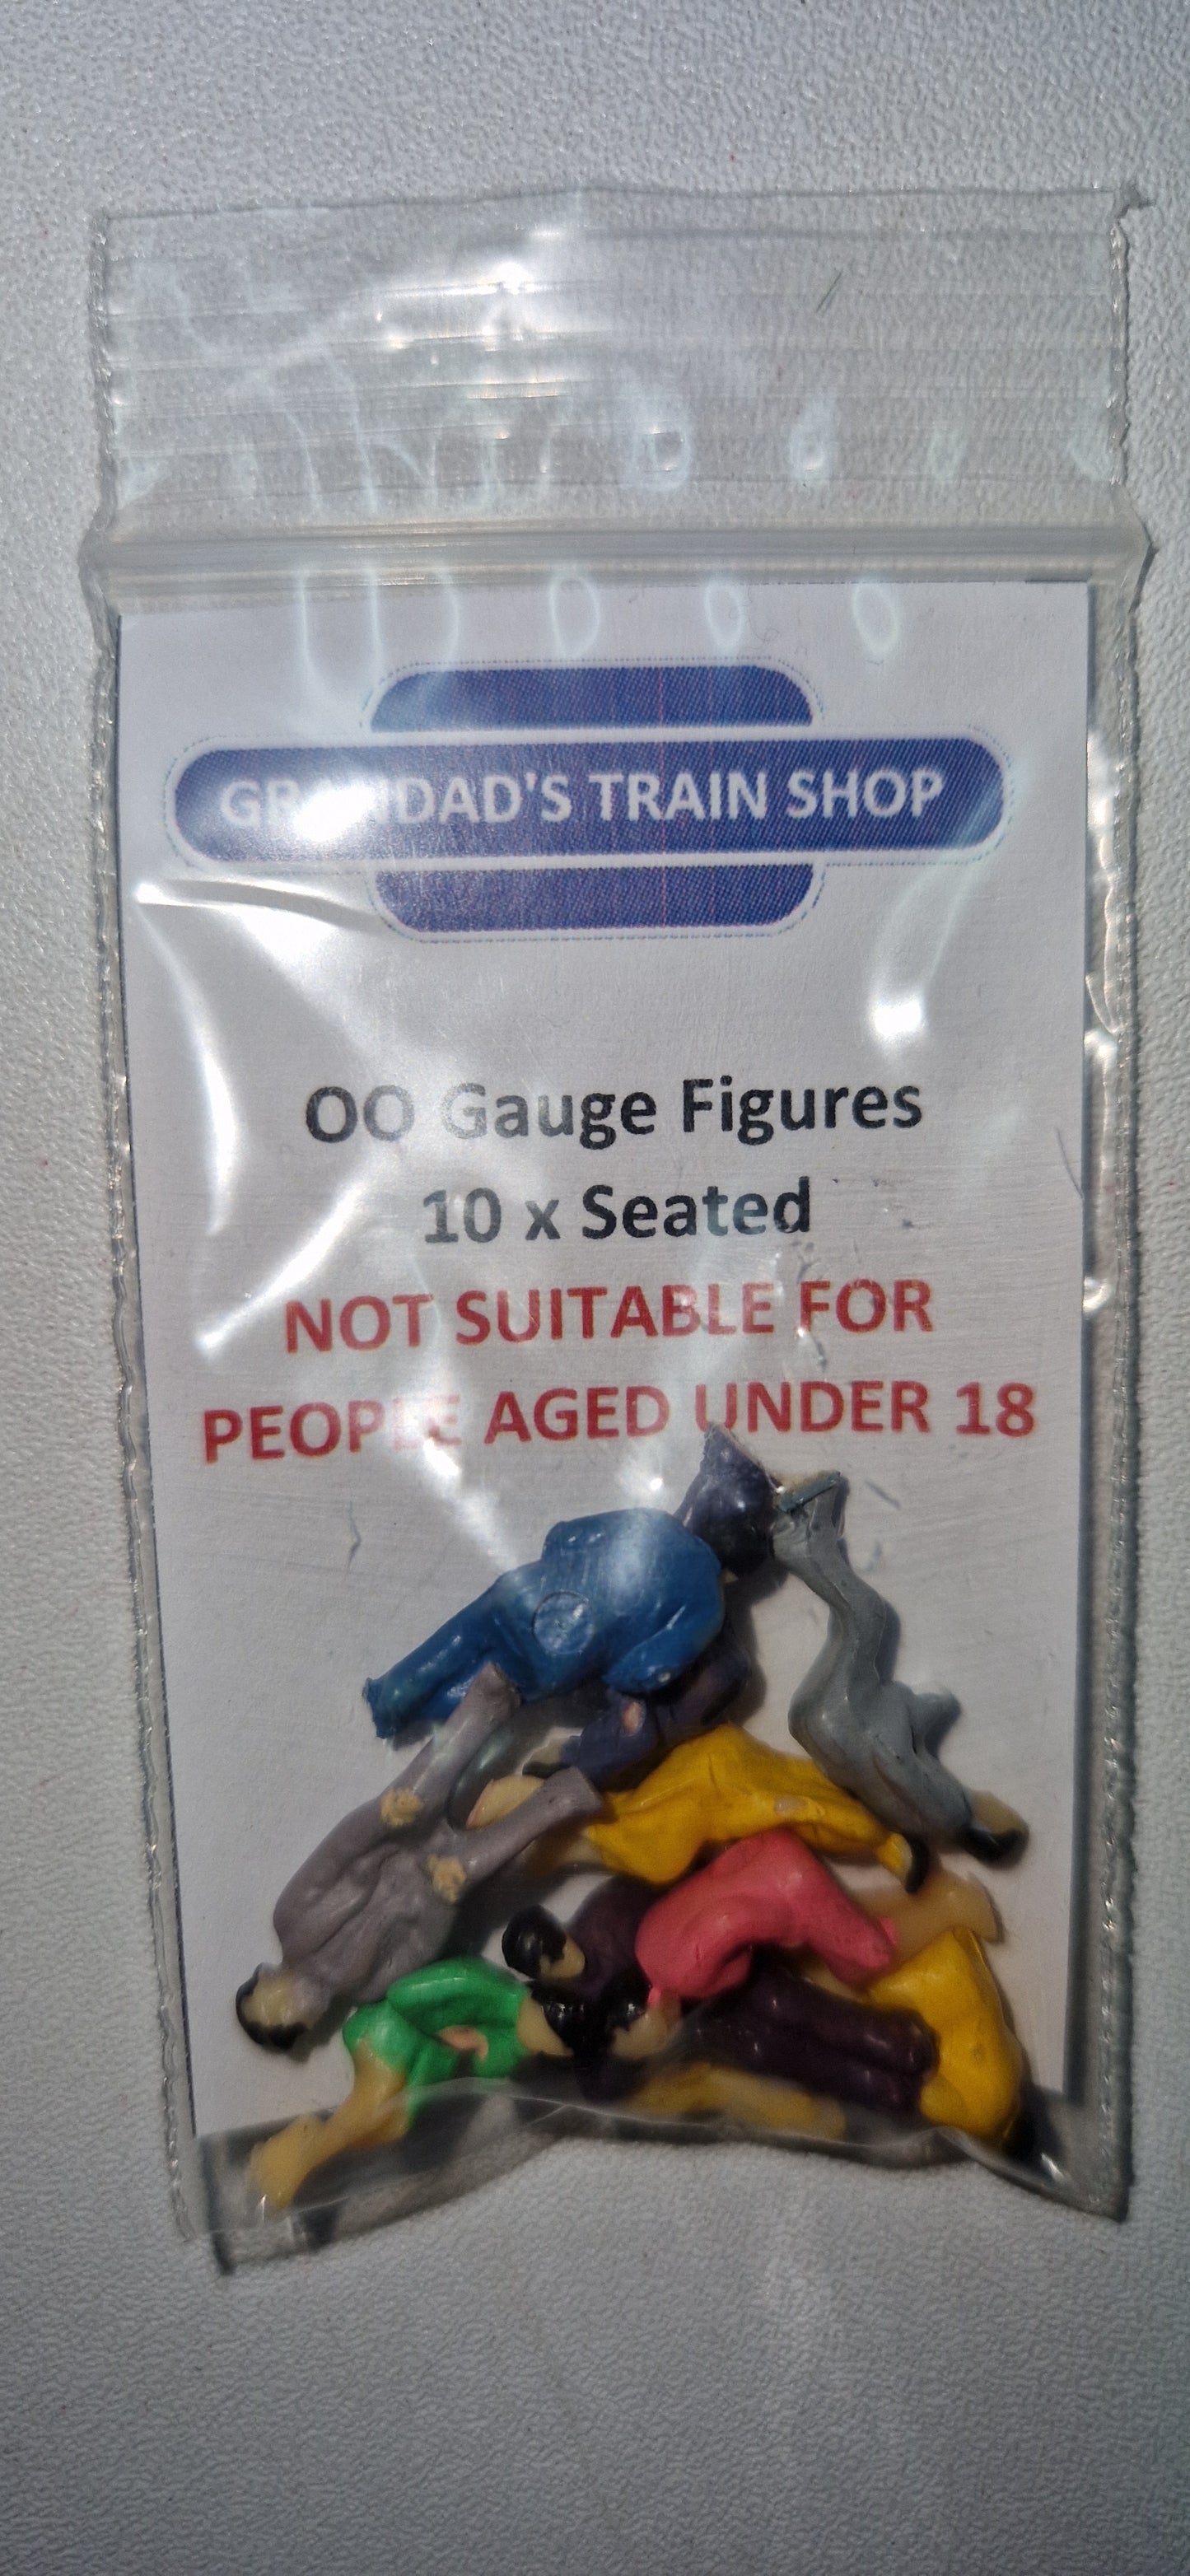 GRANDAD'S TRAIN SHOP
OO Gauge Figures
10 x Seated
NOT SUITABLE FOR
PEOPLE AGED UNDER 18